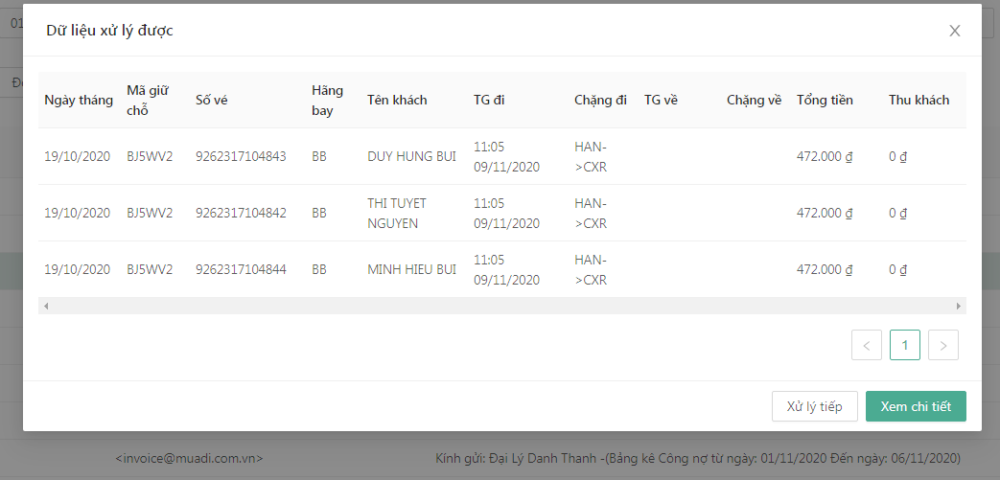 01
Dữ liệu xử lý được
Ngày tháng Mã giữ chỗ Số vé Hãng bay Tên khách TG đi Chặng đi TG về Chặng về Tổng tiền Thu khách
19/10/2020 BJ5WV2 9262317104843 BB DUY HUNG BUI 11:05 09/11/2020 HAN->CXR 472.000 ₫ 0 ₫
19/10/2020 BJ5WV2 9262317104842 BB THI TUYET NGUYEN 11:05 09/11/2020 HAN->CXR 472.000 ₫ 0 ₫
19/10/2020 BJ5WV2 9262317104844 BB MINH HIEU BUI 11:05 09/11/2020 HAN->CXR 472.000 ₫ 0 ₫
< 1 >
Xử lý tiếp Xem chi tiết
<invoice@muadi.com.vn> Kính gửi: Đại Lý Danh Thanh -(Bảng kê Công nợ từ ngày: 01/11/2020 Đến ngày: 06/11/2020)